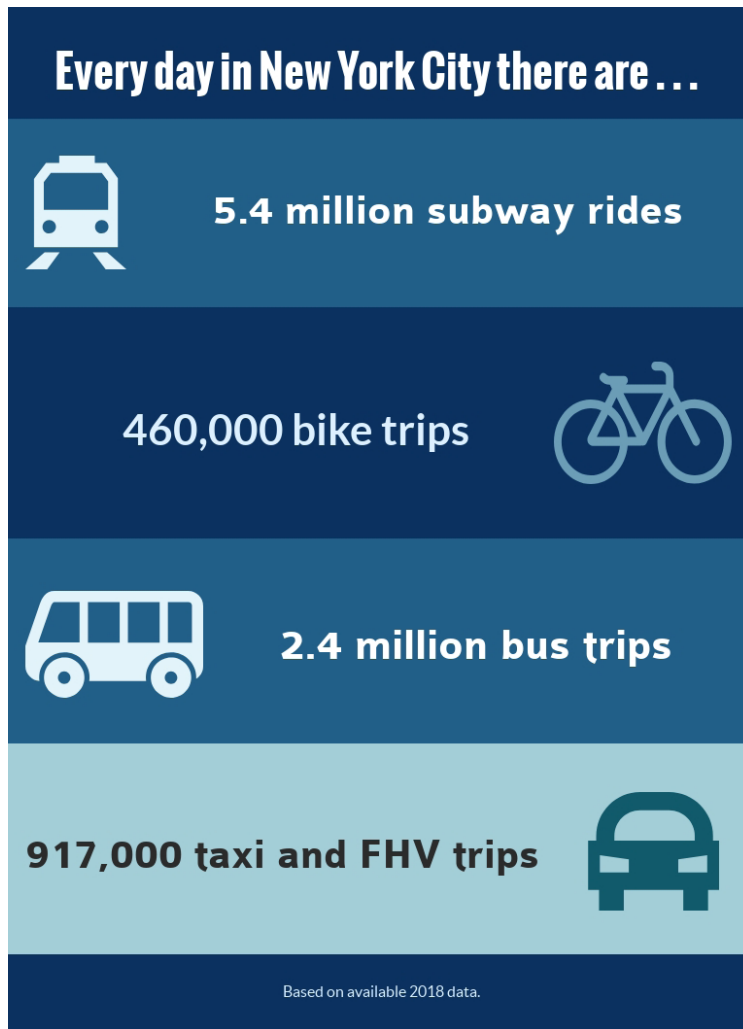 Every day in New York City there are . . .
5.4 million subway rides
460,000 bike trips
2.4 million bus trips
917,000 taxi and FHV trips
Based on available 2018 data.